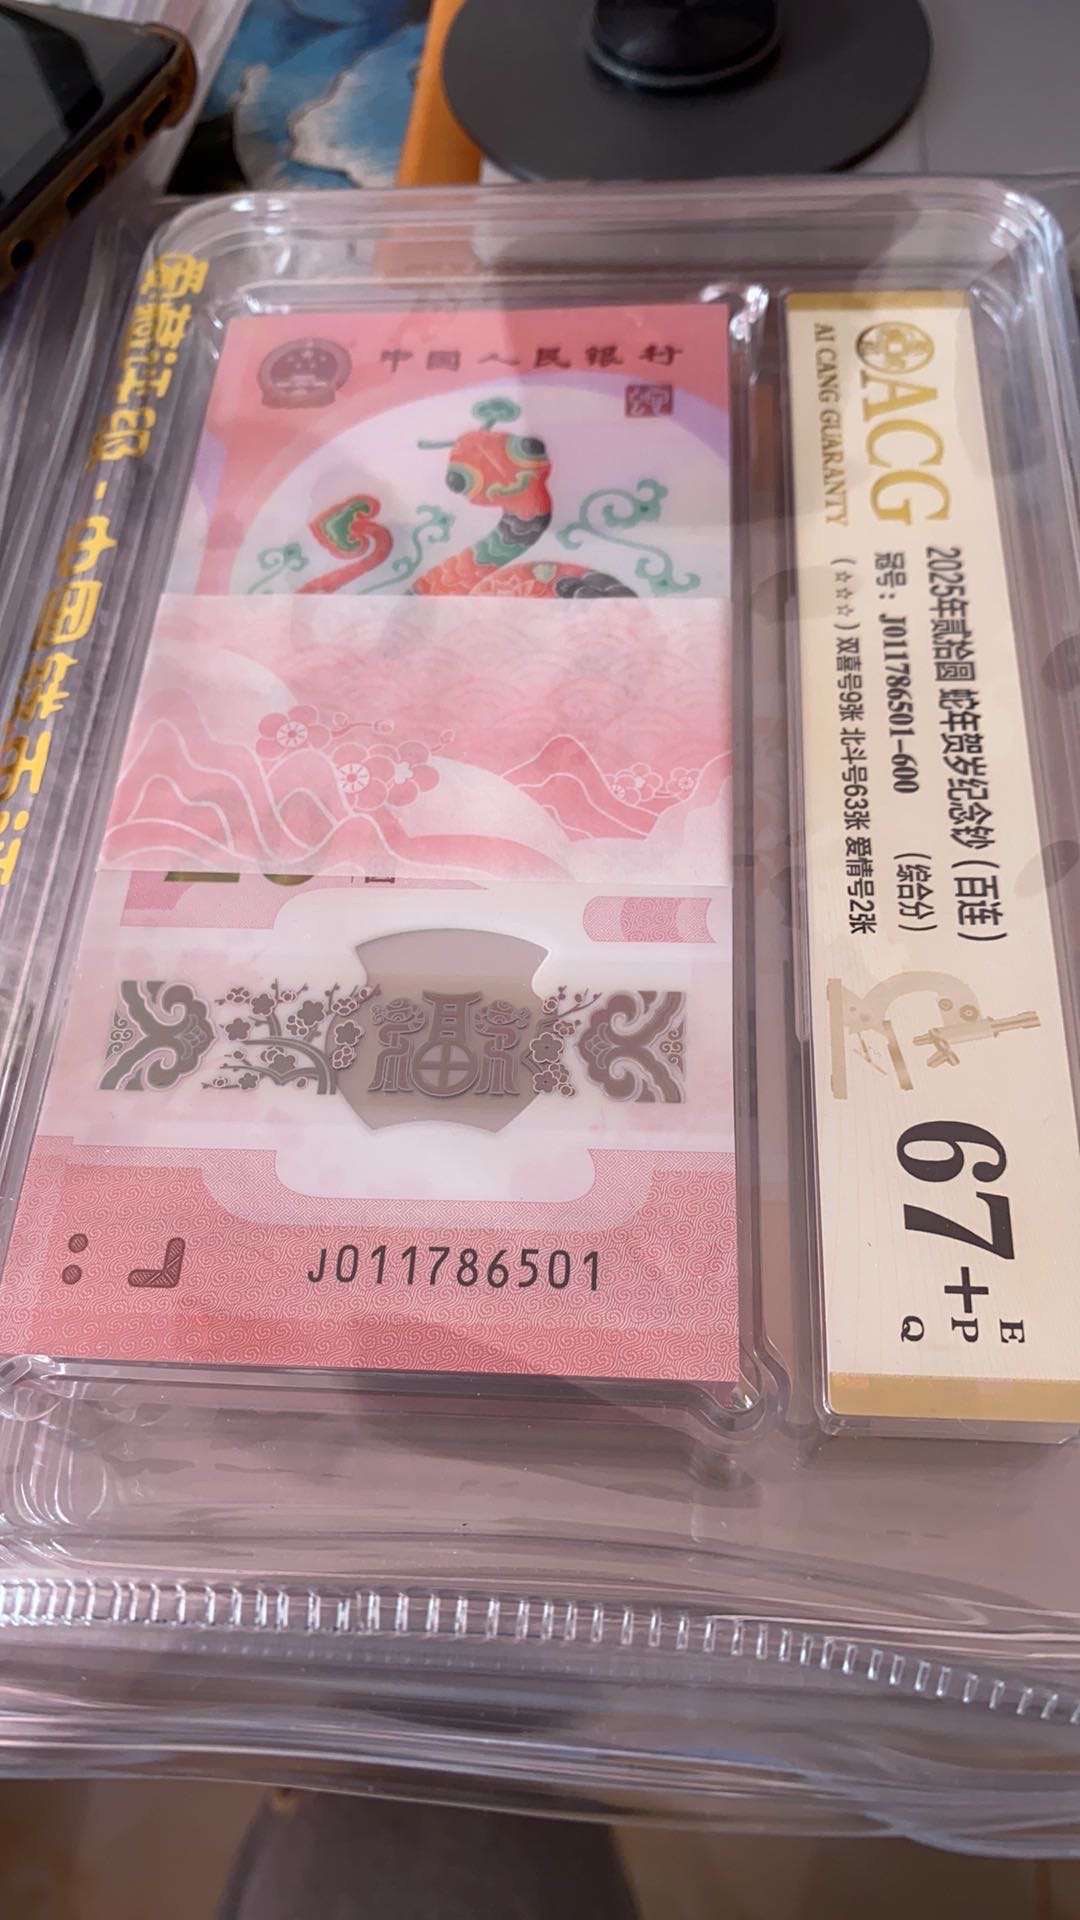 中国人民银行
J011786501
ACG
AI CANG GUARANTY
2025年贰拾圆 蛇年贺岁纪念钞（百连）
冠号：J011786501-600 （综合分）
（☆☆☆）双喜号9张 北斗号63张 爱情号2张
67+
E
P
Q